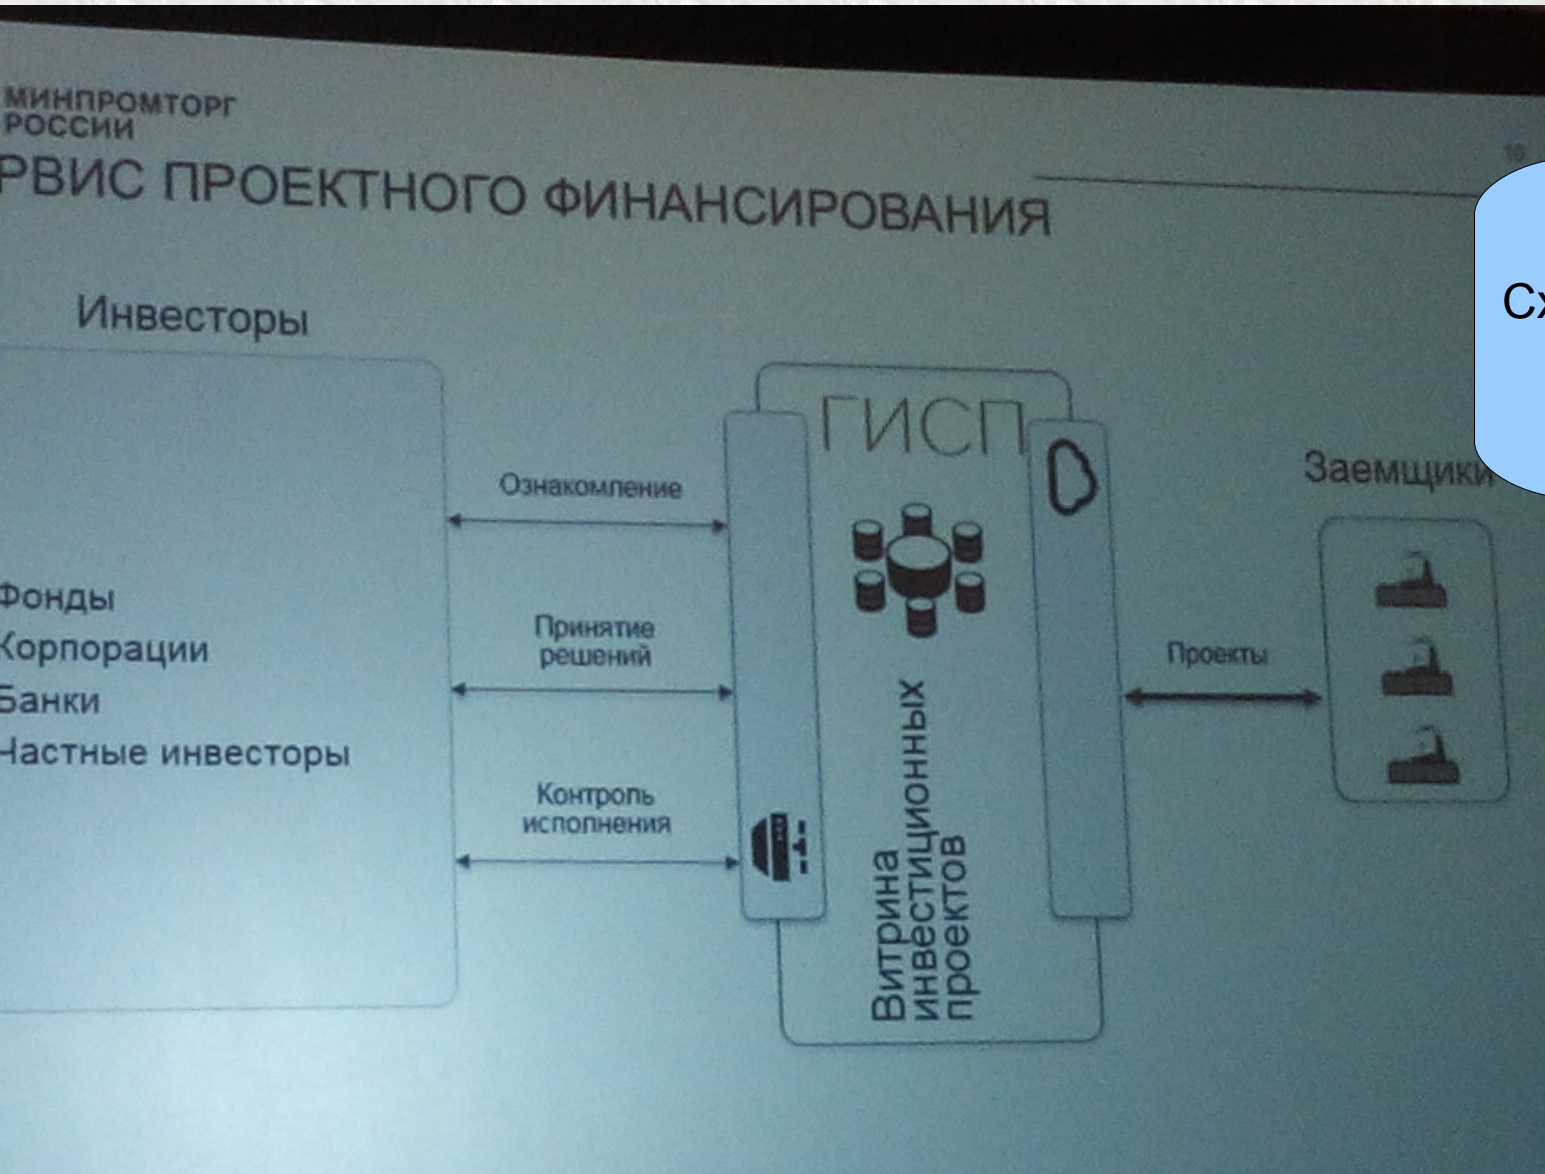 МИНПРОМТОРГ
РОССИИ
РВИС ПРОЕКТНОГО ФИНАНСИРОВАНИЯ
Инвесторы
Фонды
Корпорации
Банки
Частные инвесторы
Ознакомление
Принятие
решений
Контроль
исполнения
ГИСП
Витрина
инвестиционных
проектов
Проекты
Заемщики
Сх